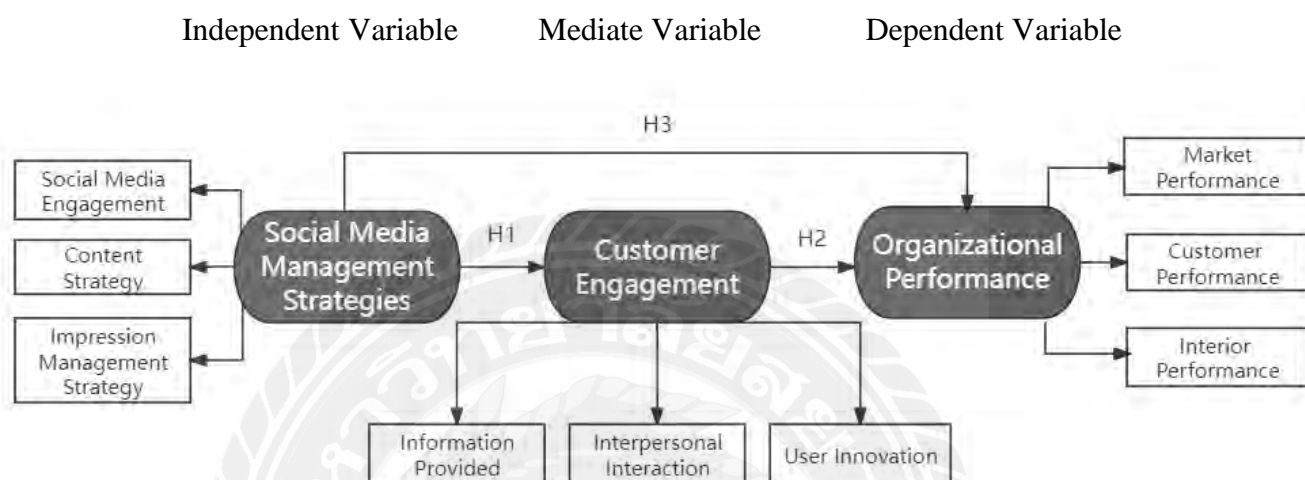 Independent Variable
Mediate Variable
Dependent Variable
H3
Social Media
Engagement
Content
Strategy
Impression
Management
Strategy
Social Media
Management
Strategies
H1
Customer
Engagement
H2
Organizational
Performance
Market
Performance
Customer
Performance
Interior
Performance
Information
Provided
Interpersonal
Interaction
User Innovation